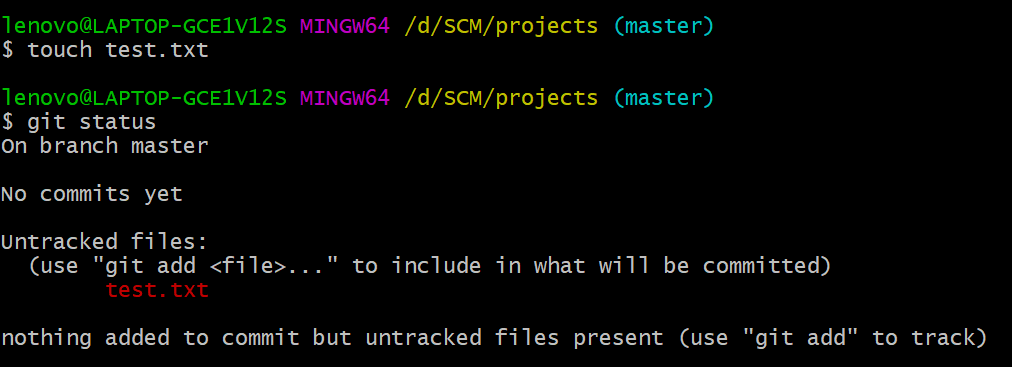 lenovo@LAPTOP-GCE1V12S MINGW64 /d/SCM/projects (master)
$ touch test.txt
lenovo@LAPTOP-GCE1V12S MINGW64 /d/SCM/projects (master)
$ git status
On branch master
No commits yet
Untracked files:
(use "git add <file>..." to include in what will be committed)
test.txt
nothing added to commit but untracked files present (use "git add" to track)